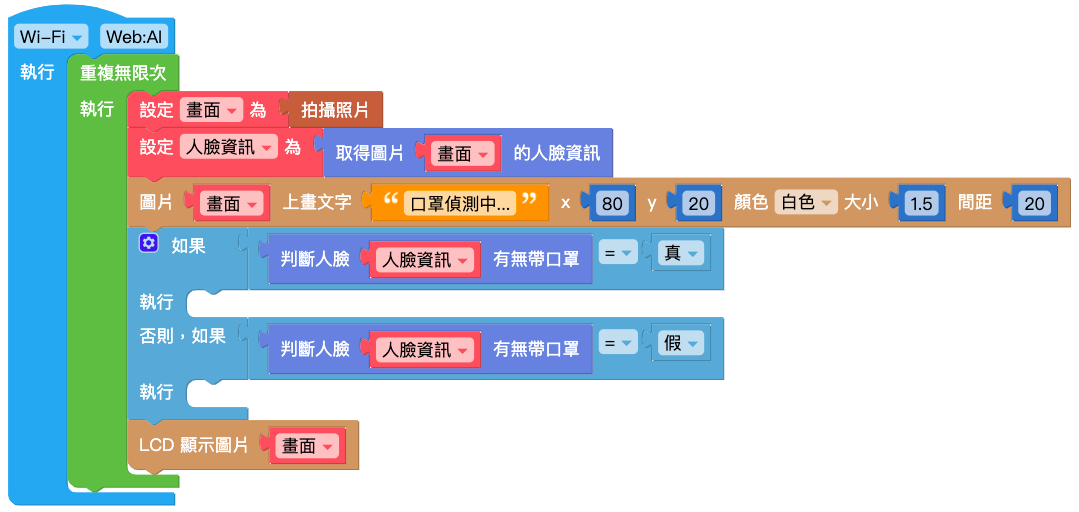 Wi-Fi Web:AI
執行 重複無限次
執行 設定 畫面 為 拍攝照片
設定 人臉資訊 為 取得圖片 畫面 的人臉資訊
圖片 畫面 上畫文字 “ 口罩偵測中... ” x 80 y 20 顏色 白色 大小 1.5 間距 20
如果 判斷人臉 人臉資訊 有無帶口罩 = 真
執行
否則，如果 判斷人臉 人臉資訊 有無帶口罩 = 假
執行
LCD 顯示圖片 畫面